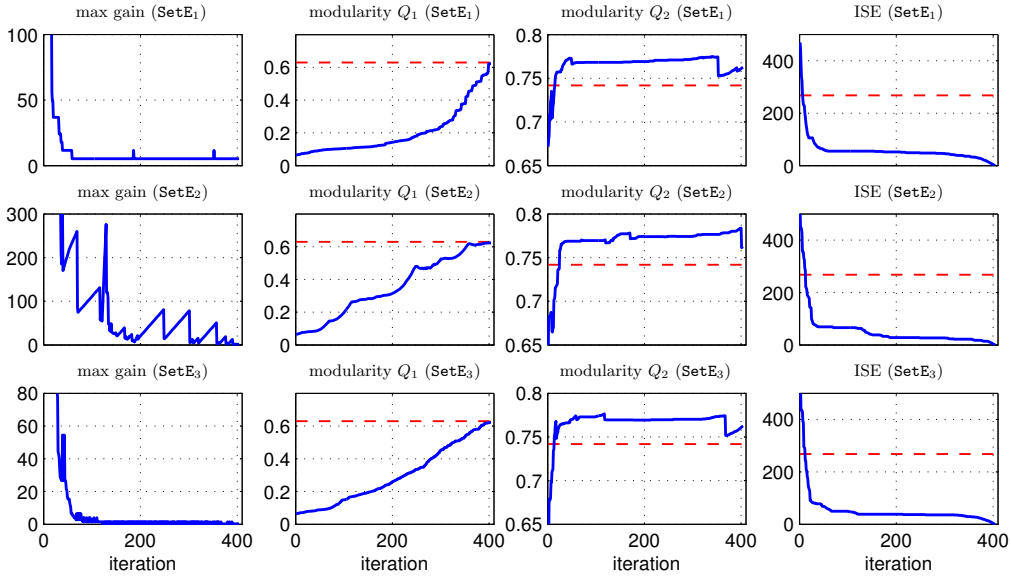 max gain (SetE₁) modularity Q₁ (SetE₁) modularity Q₂ (SetE₁) ISE (SetE₁)
100 0.6 0.8 400
50 0.4 0.75 200
0.2 0.7
0 0 0.65 0
max gain (SetE₂) modularity Q₁ (SetE₂) modularity Q₂ (SetE₂) ISE (SetE₂)
300 0.6 0.8 400
200 0.4 0.75 200
100 0.2 0.7
0 0 0.65 0
max gain (SetE₃) modularity Q₁ (SetE₃) modularity Q₂ (SetE₃) ISE (SetE₃)
80 0.6 0.8 400
60 0.4 0.75 200
40 0.2 0.7
20
0 0 0.65 0
0 200 400 0 200 400 0 200 400 0 200 400
iteration iteration iteration iteration